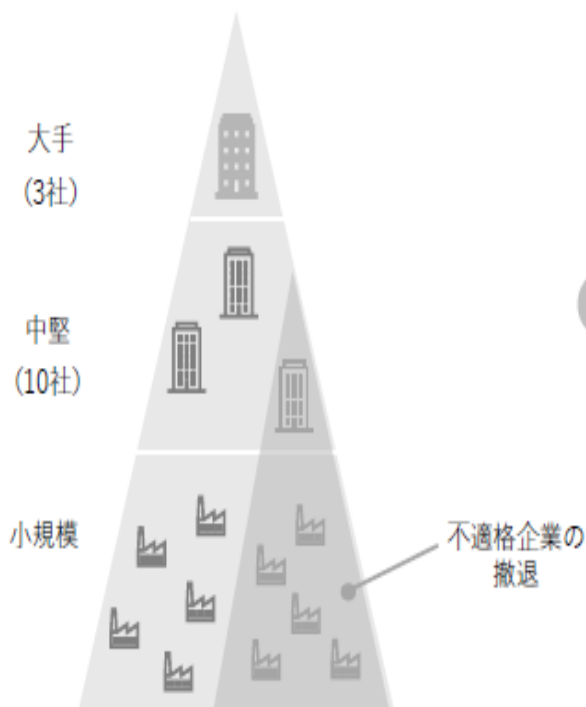 大手
(3社)
中堅
(10社)
小規模
不適格企業の
撤退